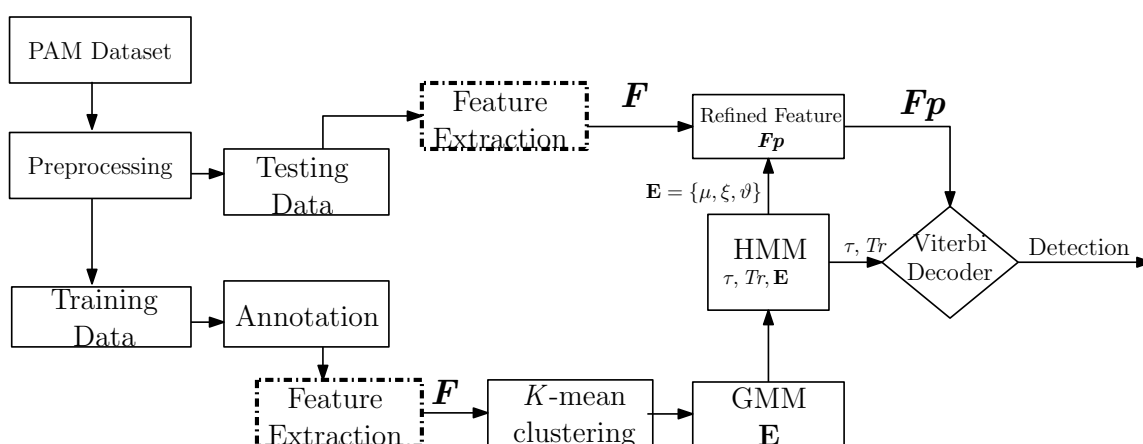 PAM Dataset
Preprocessing
Testing
Data
Feature
Extraction
F
Refined Feature
Fp
Fp
E = {μ, ξ, ϑ}
HMM
τ, Tr, E
τ, Tr
Viterbi
Decoder
Detection
Training
Data
Annotation
Feature
Extraction
F
K-mean
clustering
GMM
E